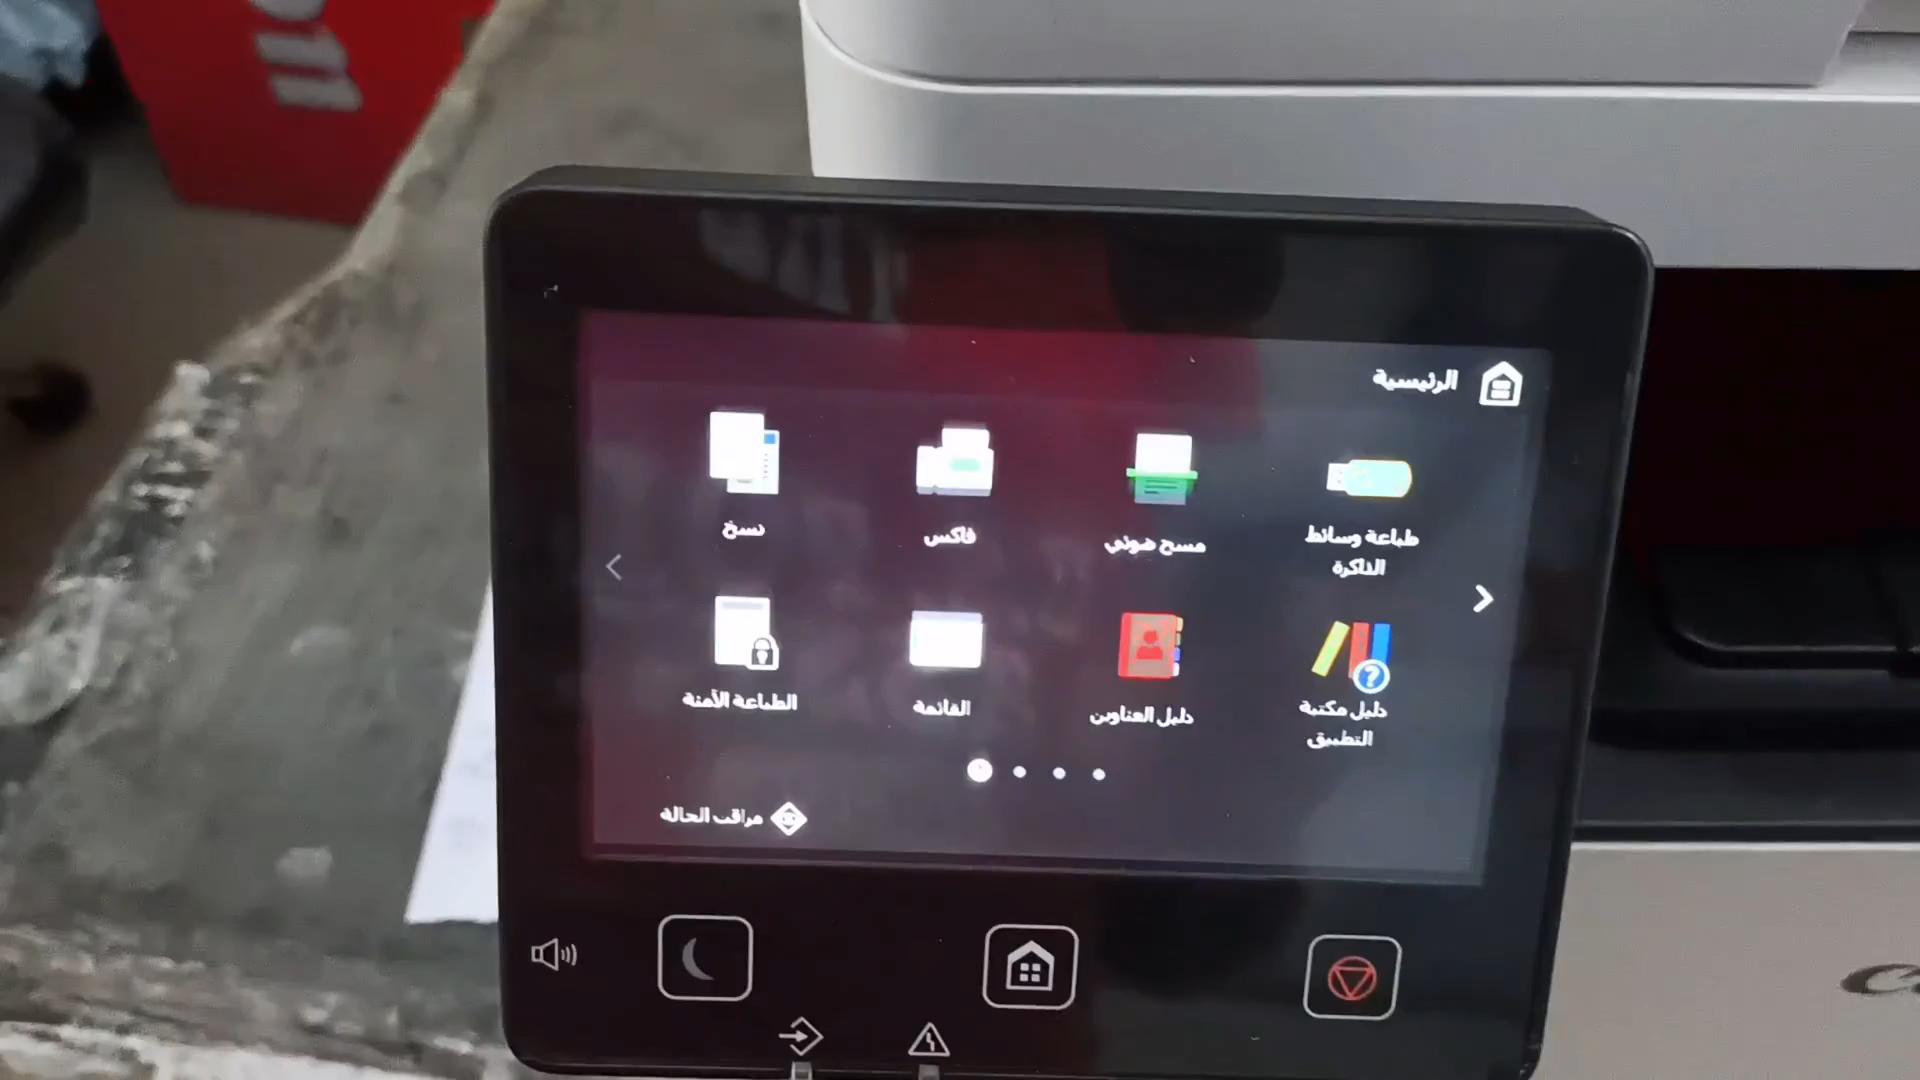 الرئيسية
نسخ
فاكس
مسح ضوئي
طباعة وسائط
الذاكرة
الطباعة الآمنة
القائمة
دليل العناوين
دليل مكتبة
التطبيق
مراقب الحالة